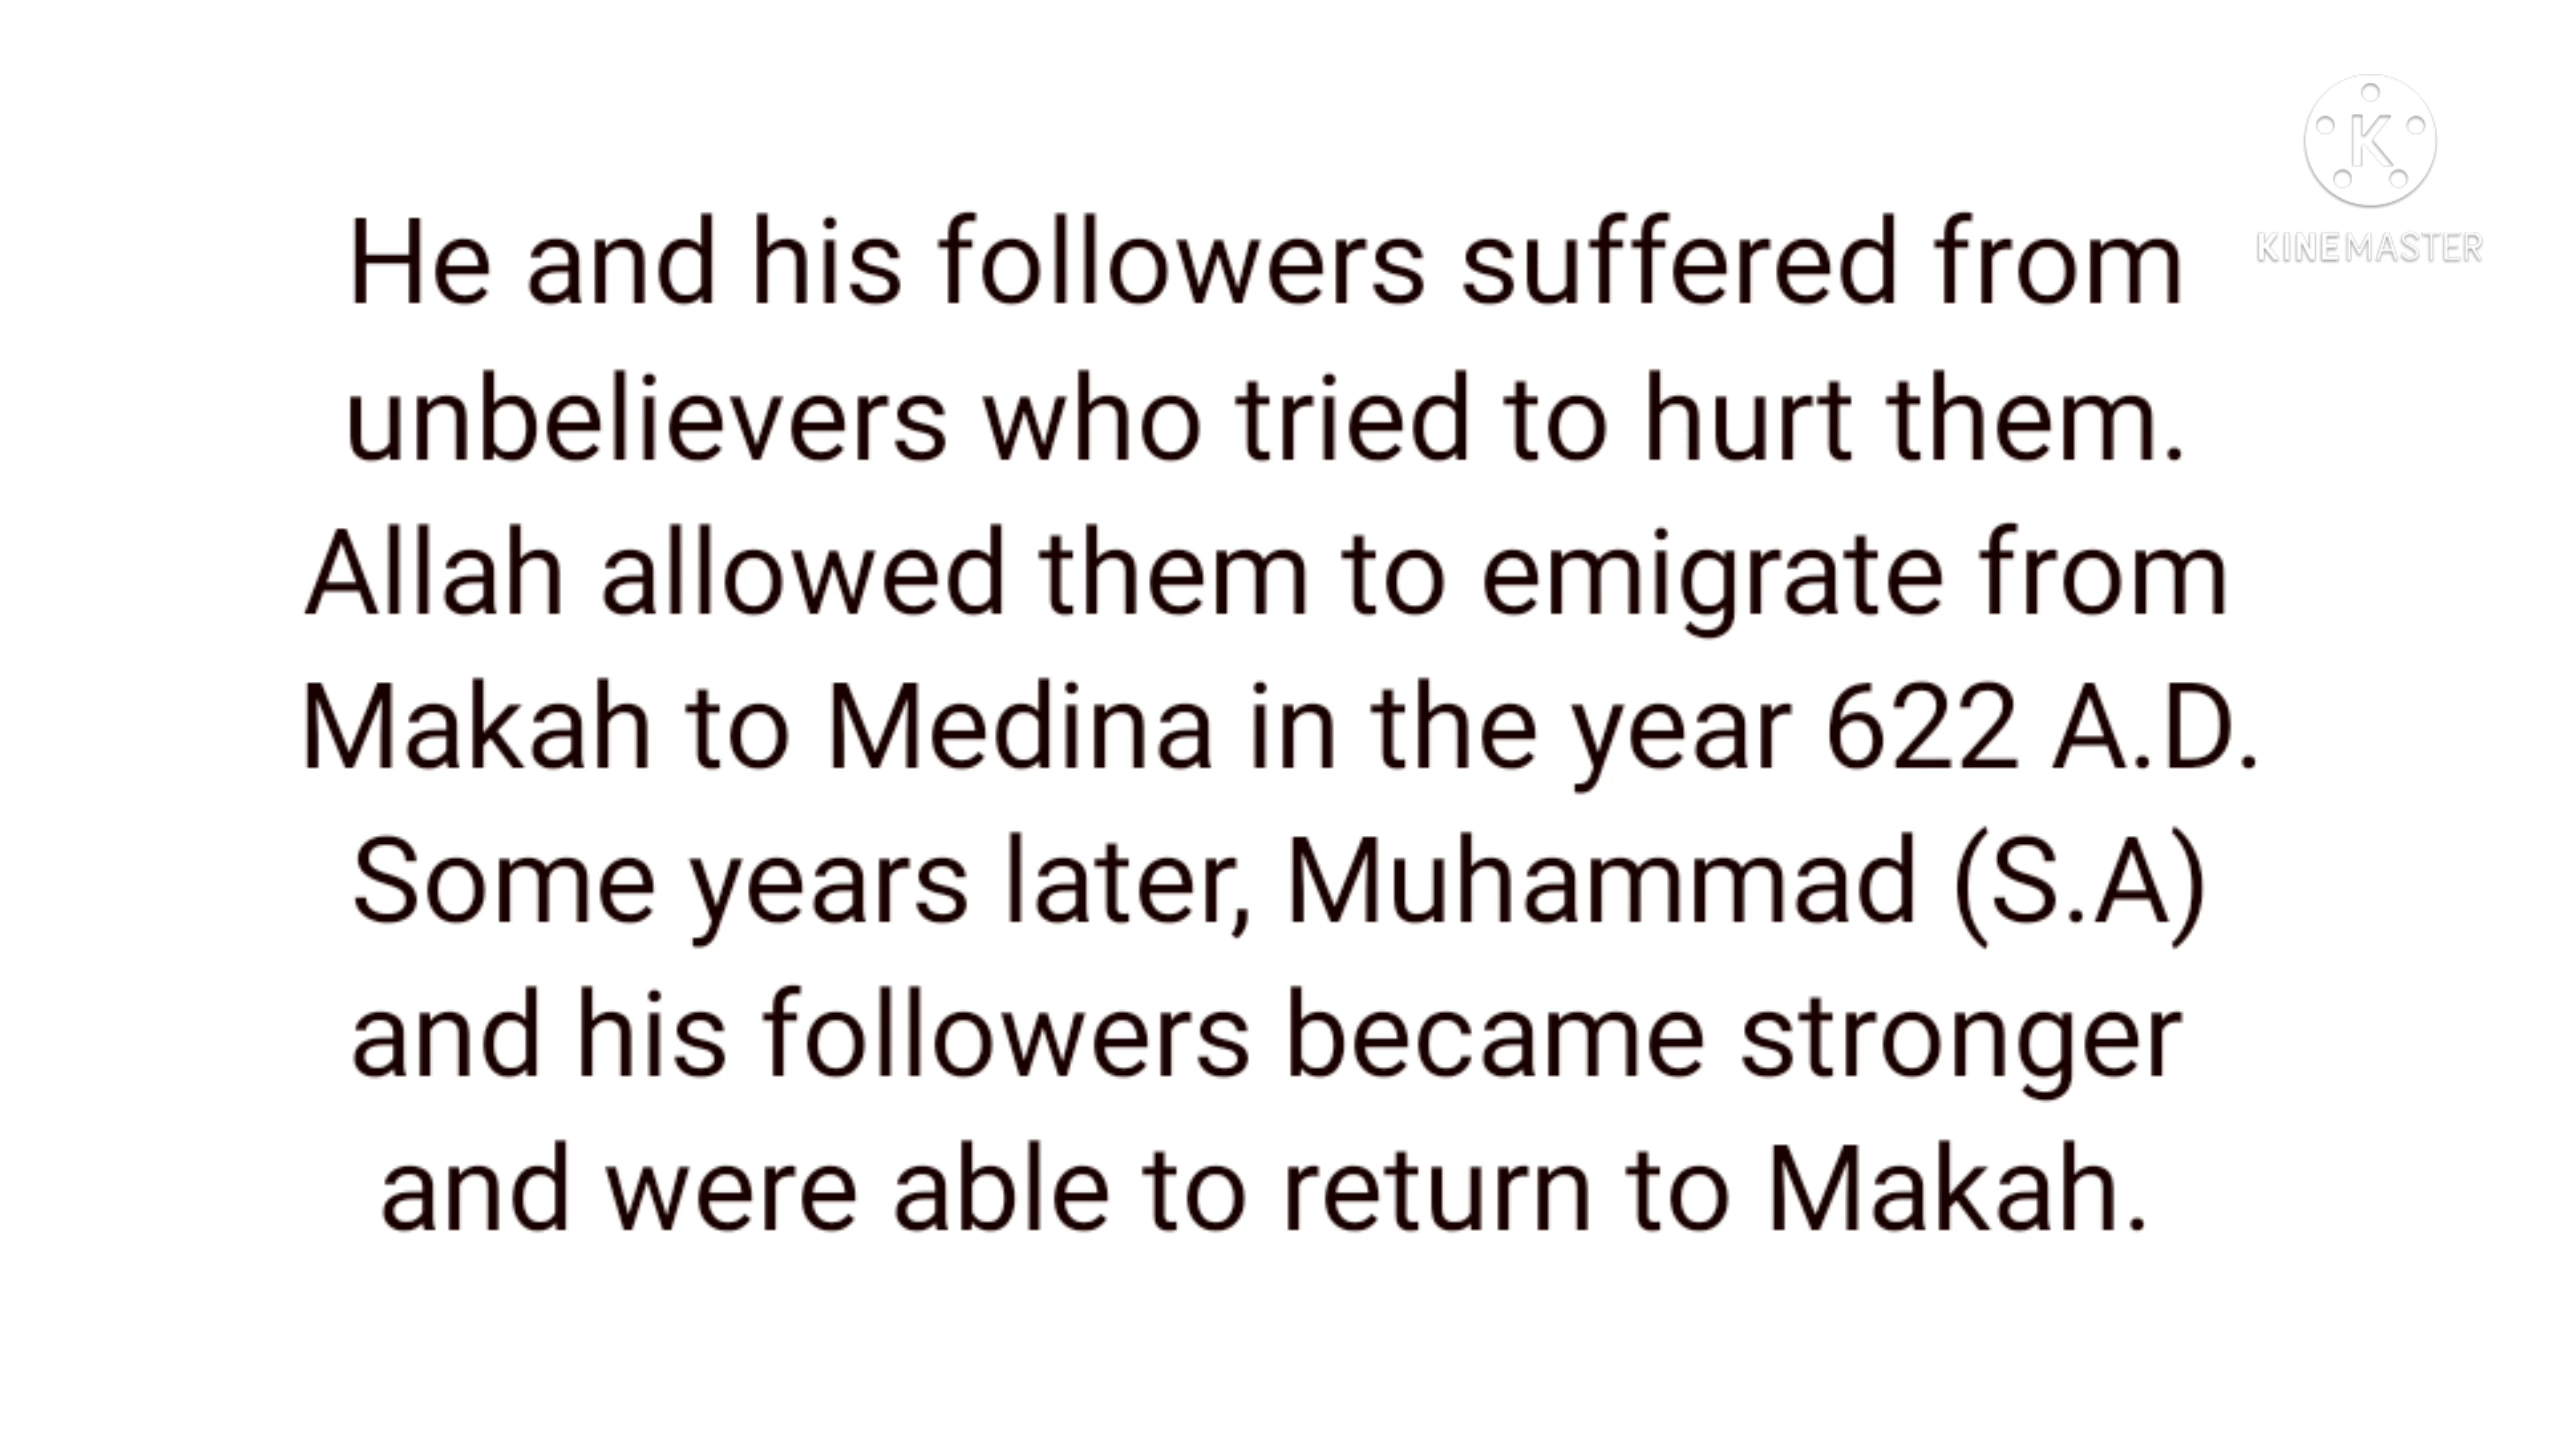 K
KINEMASTER
He and his followers suffered from
unbelievers who tried to hurt them.
Allah allowed them to emigrate from
Makah to Medina in the year 622 A.D.
Some years later, Muhammad (S.A)
and his followers became stronger
and were able to return to Makah.